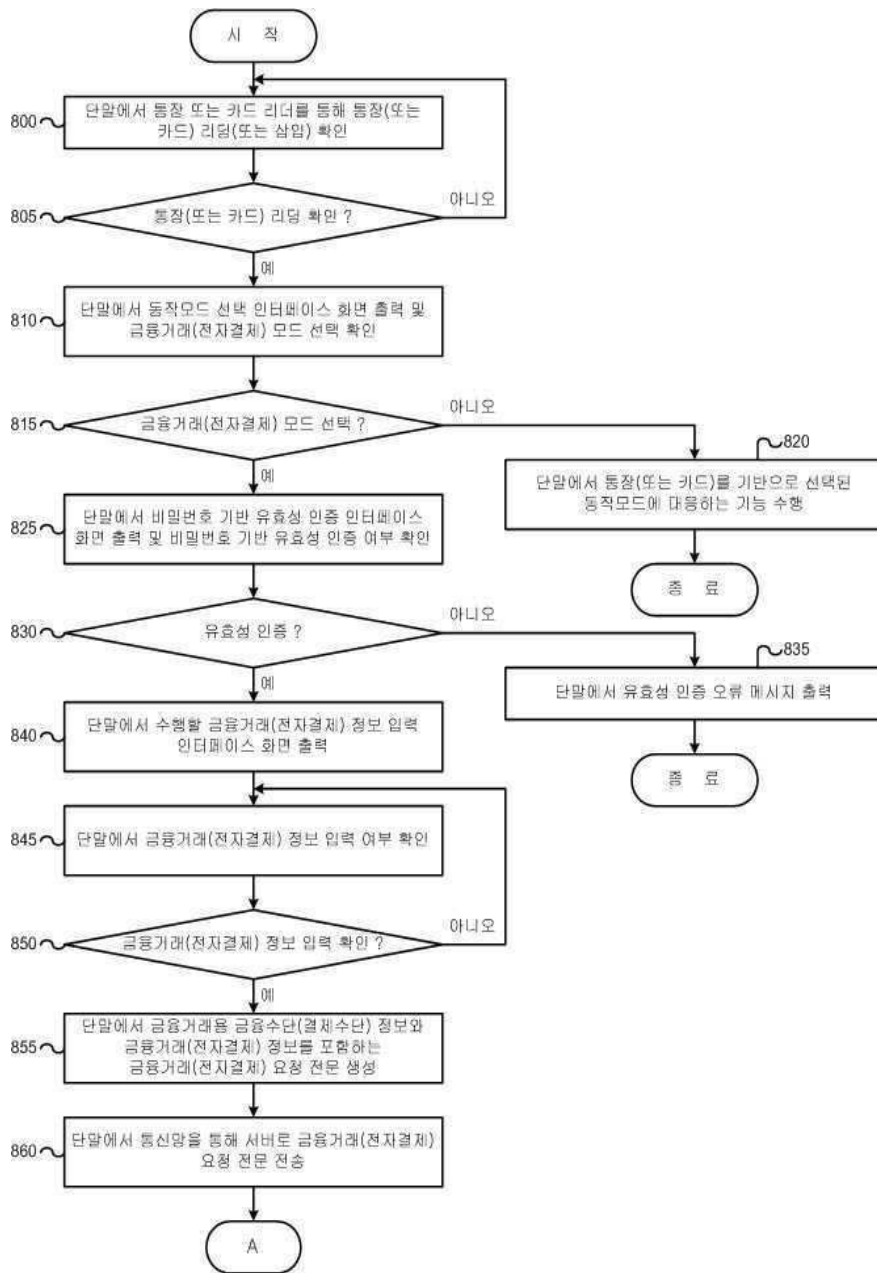 시 작
800
단말에서 통장 또는 카드 리더를 통해 통장(또는
카드) 리딩(또는 삽입) 확인
805
통장(또는 카드) 리딩 확인 ?
아니오
예
810
단말에서 동작모드 선택 인터페이스 화면 출력 및
금융거래(전자결제) 모드 선택 확인
815
금융거래(전자결제) 모드 선택 ?
아니오
예
820
단말에서 통장(또는 카드)를 기반으로 선택된
동작모드에 대응하는 기능 수행
종 료
825
단말에서 비밀번호 기반 유효성 인증 인터페이스
화면 출력 및 비밀번호 기반 유효성 인증 여부 확인
830
유효성 인증 ?
아니오
예
835
단말에서 유효성 인증 오류 메시지 출력
종 료
840
단말에서 수행할 금융거래(전자결제) 정보 입력
인터페이스 화면 출력
845
단말에서 금융거래(전자결제) 정보 입력 여부 확인
850
금융거래(전자결제) 정보 입력 확인 ?
아니오
예
855
단말에서 금융거래용 금융수단(결제수단) 정보와
금융거래(전자결제) 정보를 포함하는
금융거래(전자결제) 요청 전문 생성
860
단말에서 통신망을 통해 서버로 금융거래(전자결제)
요청 전문 전송
A